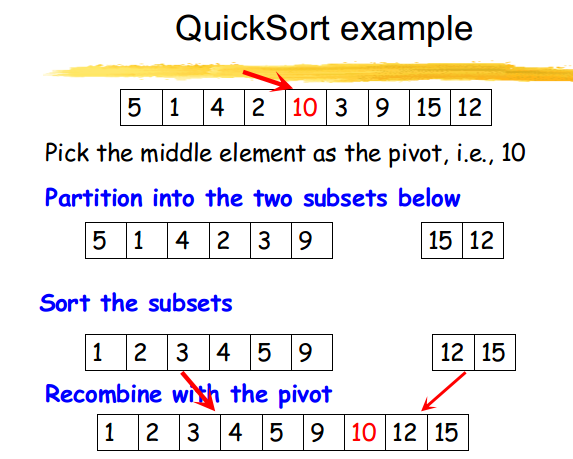 QuickSort example
5 1 4 2 10 3 9 15 12
Pick the middle element as the pivot, i.e., 10
Partition into the two subsets below
5 1 4 2 3 9 15 12
Sort the subsets
1 2 3 4 5 9 12 15
Recombine with the pivot
1 2 3 4 5 9 10 12 15